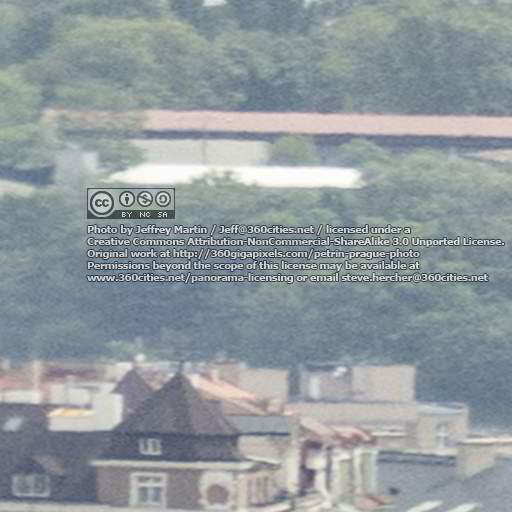 cc BY NC SA
Photo by Jeffrey Martin / Jeff@360cities.net / licensed under a
Creative Commons Attribution-NonCommercial-ShareAlike 3.0 Unported License.
Original work at http://360gigapixels.com/petrin-prague-photo
Permissions beyond the scope of this license may be available at
www.360cities.net/panorama-licensing or email steve.hercher@360cities.net